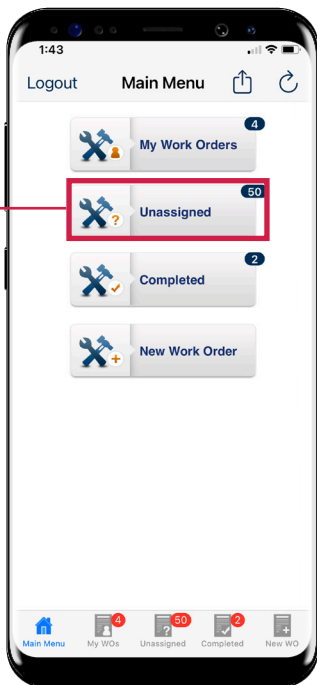 1:43
Logout Main Menu
4
My Work Orders
50
? Unassigned
2
Completed
New Work Order
4 50 2
Main Menu My WOs Unassigned Completed New WO